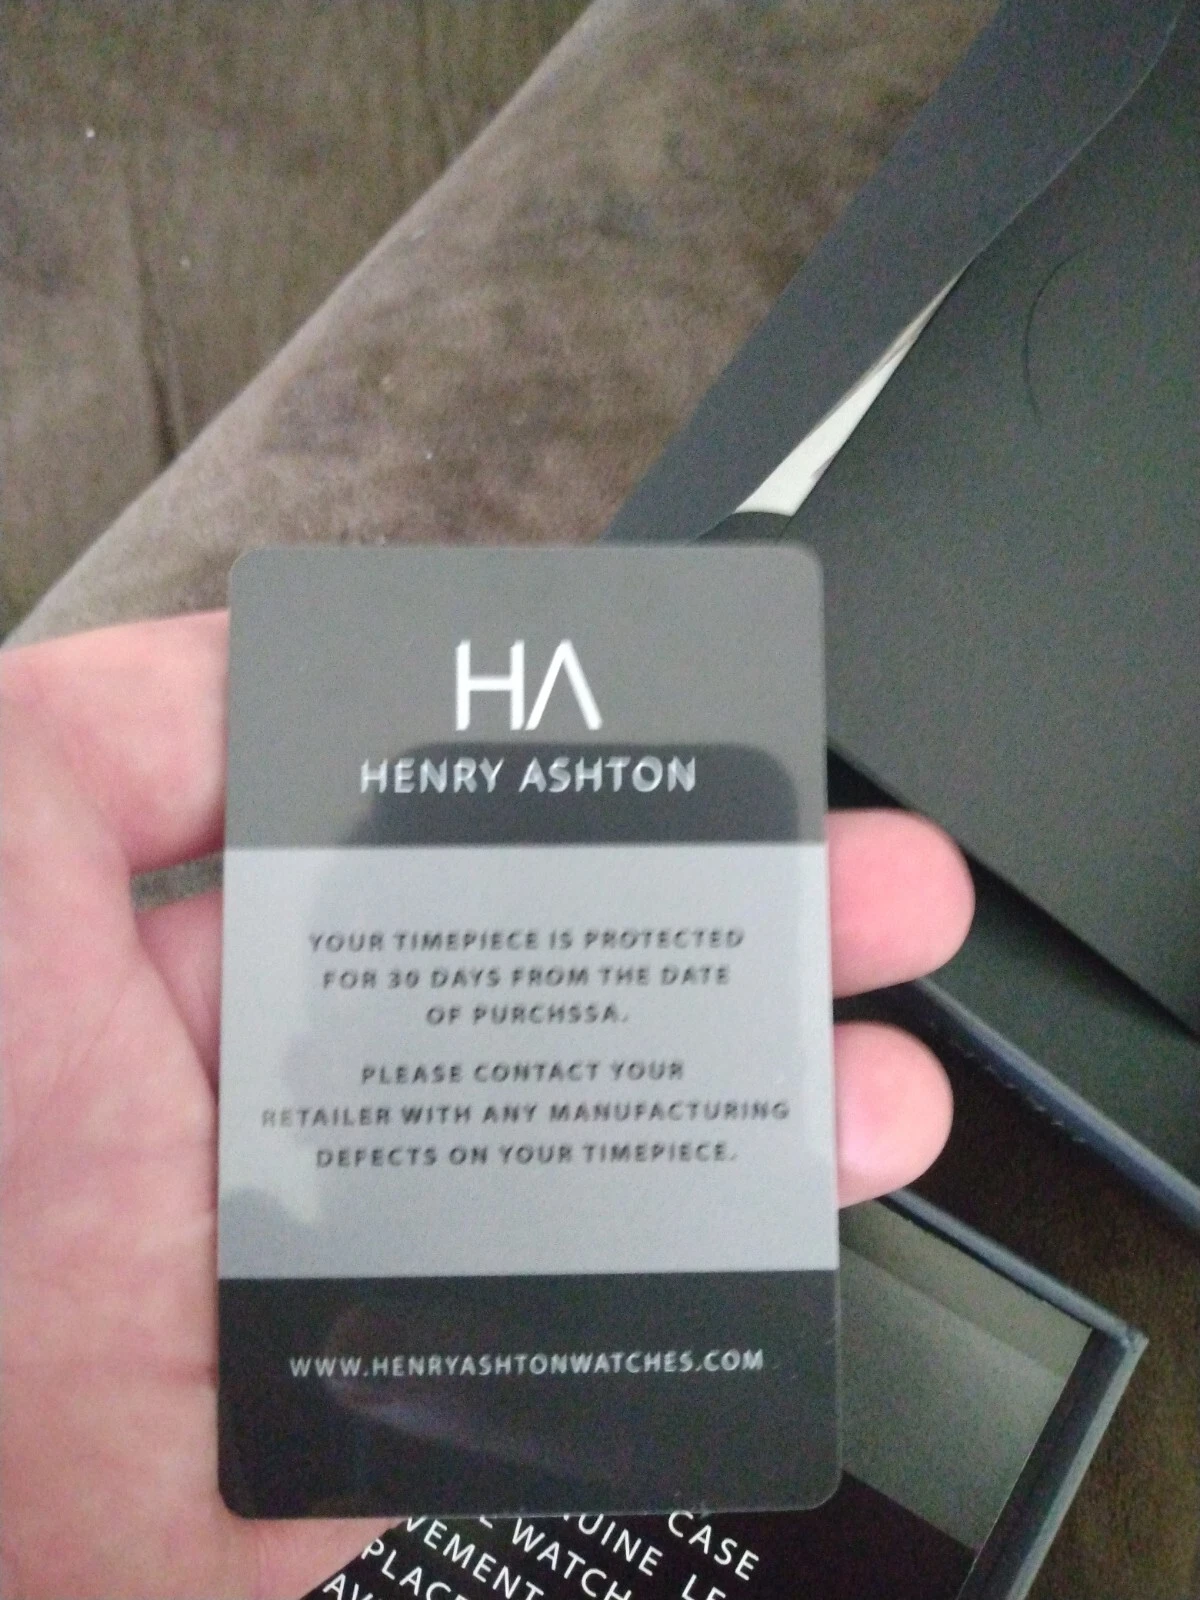 HA
HENRY ASHTON
YOUR TIMEPIECE IS PROTECTED
FOR 30 DAYS FROM THE DATE
OF PURCHSSA.
PLEASE CONTACT YOUR
RETAILER WITH ANY MANUFACTURING
DEFECTS ON YOUR TIMEPIECE.
WWW.HENRYASHTONWATCHES.COM
CASE